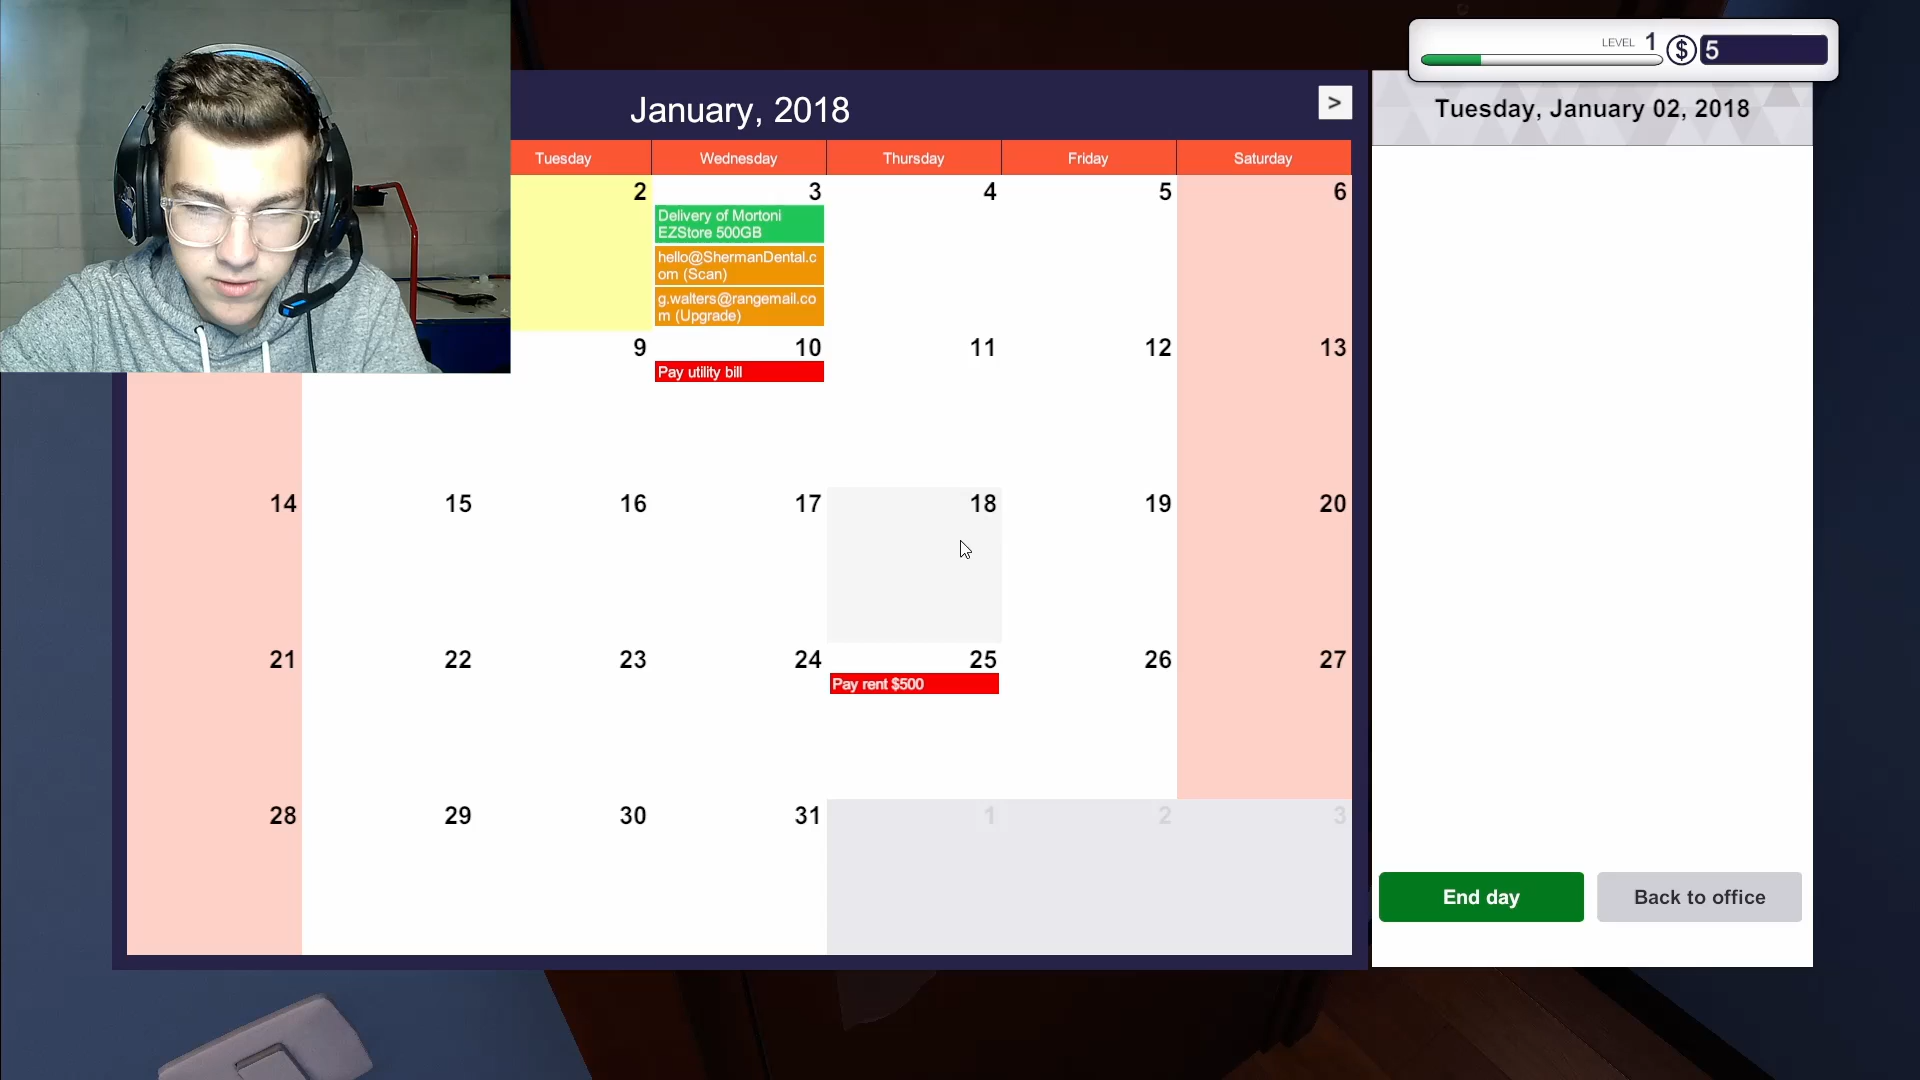 LEVEL 1 $ 5
January, 2018 >
Tuesday, January 02, 2018
Tuesday Wednesday Thursday Friday Saturday
2 3 4 5 6
Delivery of Mortoni
EZStore 500GB
hello@ShermanDental.c
om (Scan)
g.walters@rangemail.co
m (Upgrade)
9 10 11 12 13
Pay utility bill
14 15 16 17 18 19 20
21 22 23 24 25 26 27
Pay rent $500
28 29 30 31 1 2 3
End day Back to office